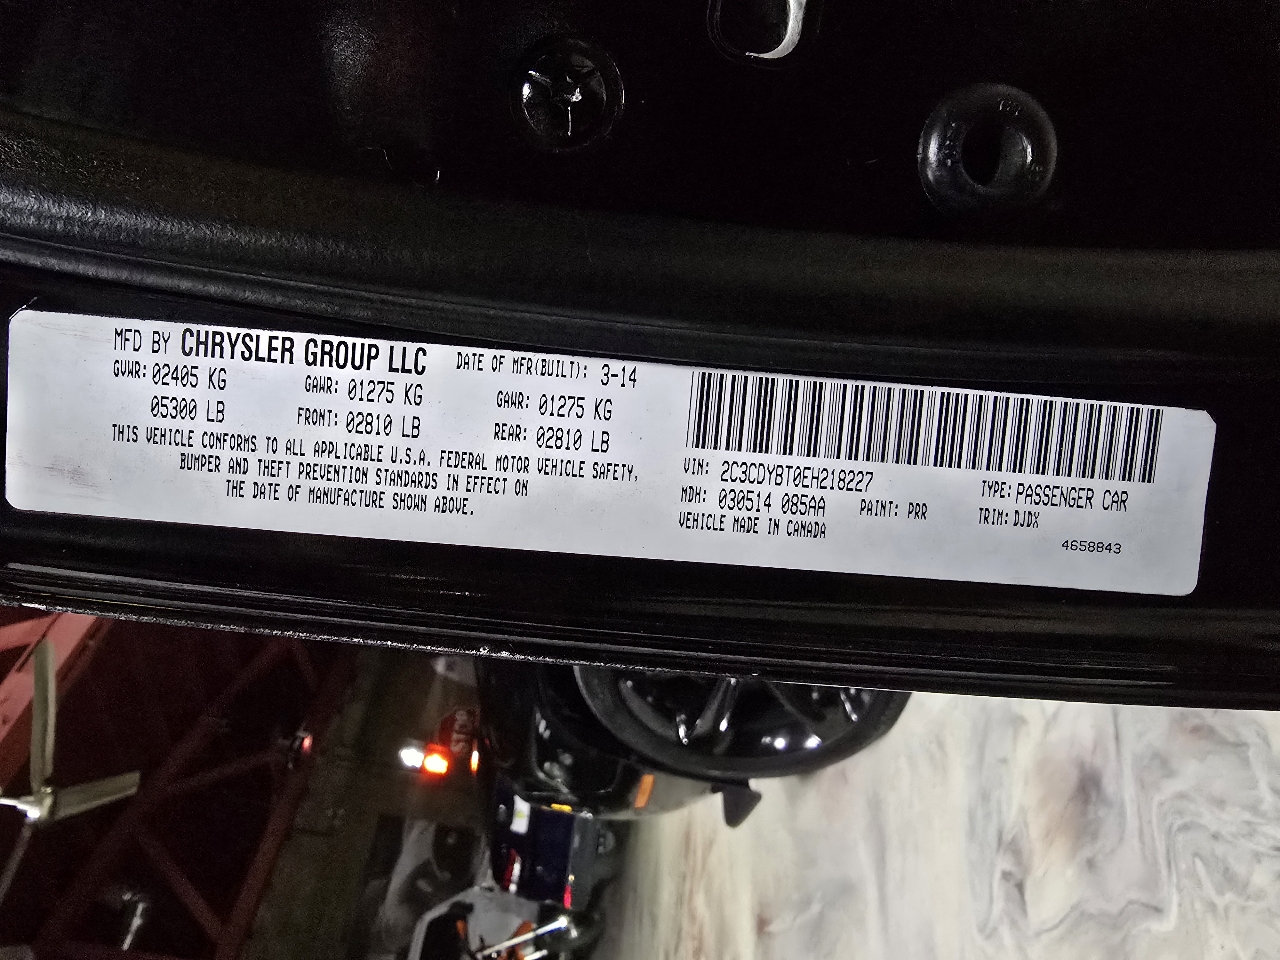 MFD BY CHRYSLER GROUP LLC DATE OF MFR(BUILT): 3-14
GVWR: 02405 KG GAWR: 01275 KG GAWR: 01275 KG
05300 LB FRONT: 02810 LB REAR: 02810 LB
THIS VEHICLE CONFORMS TO ALL APPLICABLE U.S.A. FEDERAL MOTOR VEHICLE SAFETY,
BUMPER AND THEFT PREVENTION STANDARDS IN EFFECT ON
THE DATE OF MANUFACTURE SHOWN ABOVE.
VIN: 2C3CDYBT0EH218227 TYPE: PASSENGER CAR
MDH: 030514 085AA PAINT: PRR TRIM: DJDX
VEHICLE MADE IN CANADA
4658843
STOP